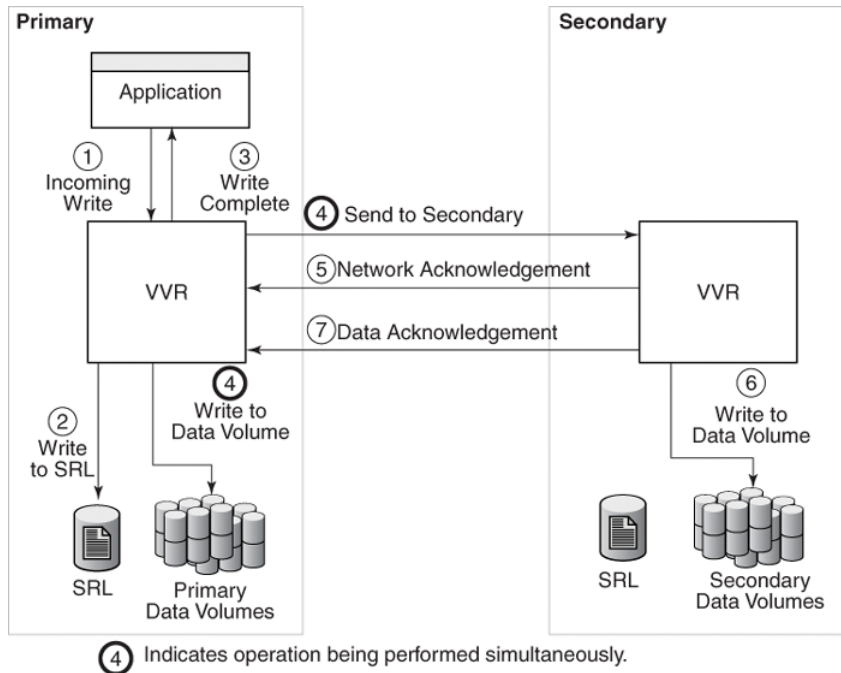 Primary
Secondary
Application
1
Incoming
Write
3
Write
Complete
4 Send to Secondary
5 Network Acknowledgement
VVR
VVR
7 Data Acknowledgement
4
Write to
Data Volume
6
Write to
Data Volume
2
Write
to SRL
SRL
Primary
Data Volumes
SRL
Secondary
Data Volumes
4 Indicates operation being performed simultaneously.